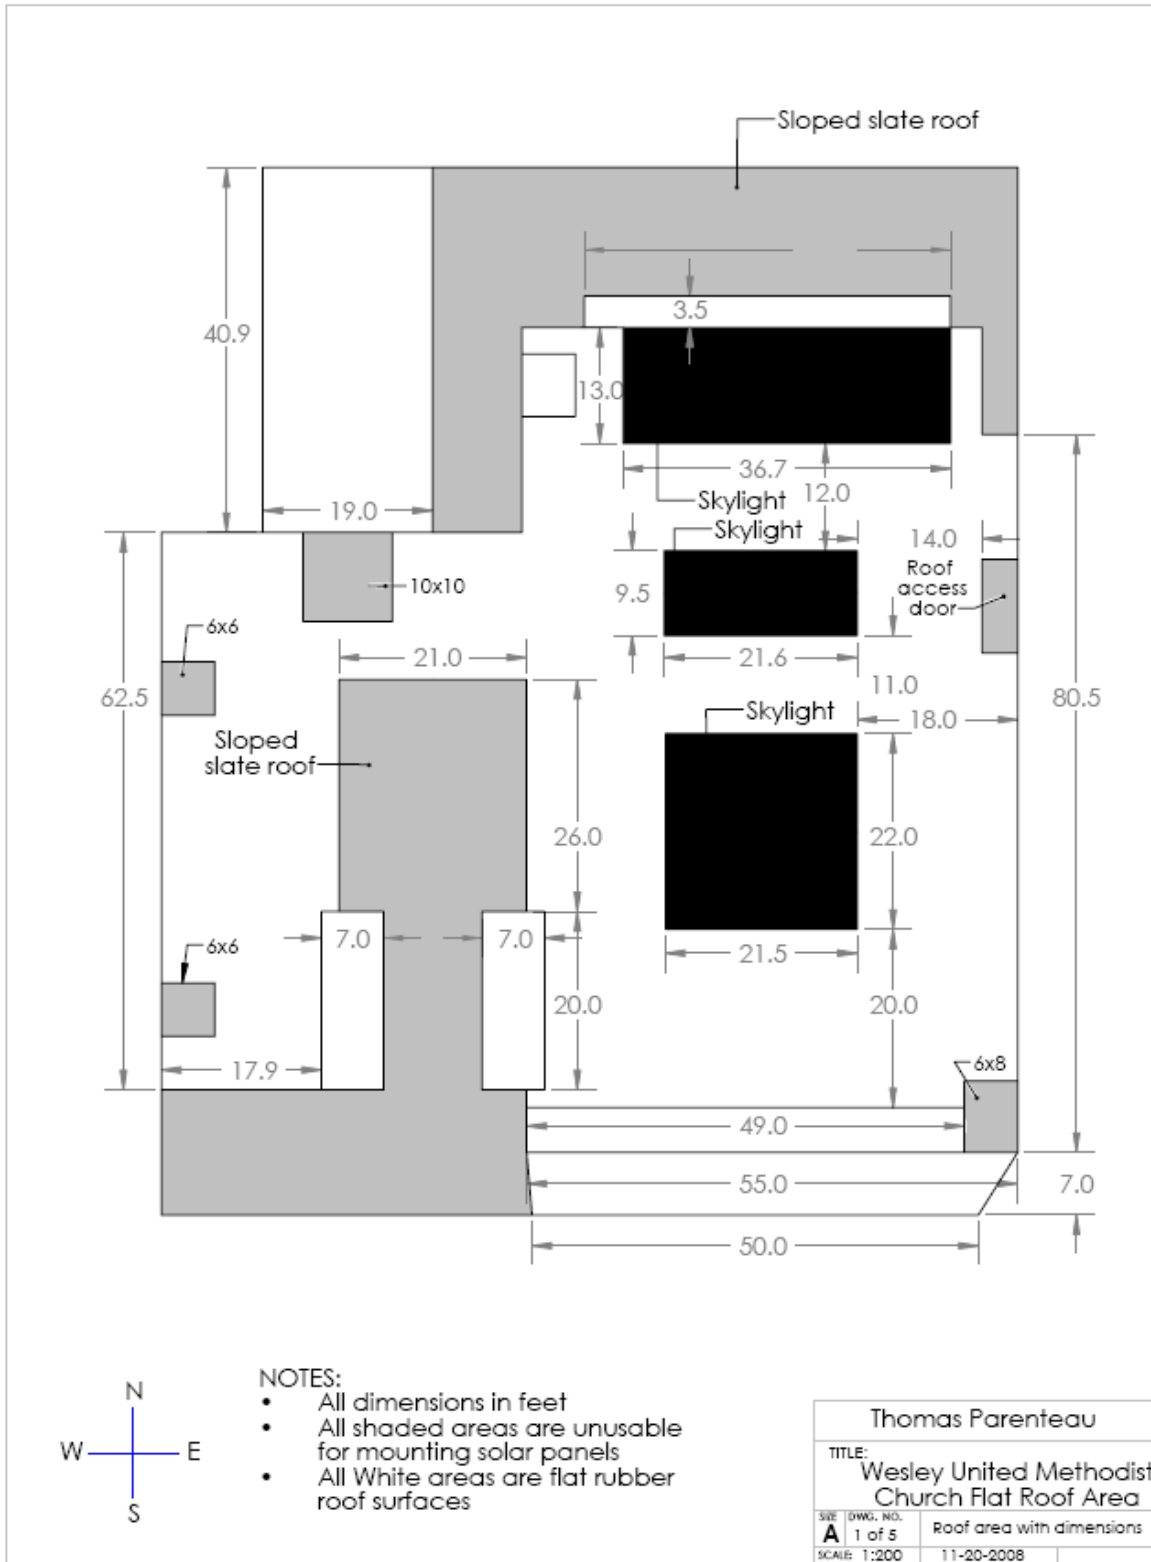 Sloped slate roof
3.5
40.9
13.0
36.7
12.0
Skylight
Skylight
19.0
14.0
10x10
9.5
Roof
access
door
6x6
21.0
21.6
11.0
62.5
80.5
18.0
Skylight
Sloped
slate roof
26.0
22.0
7.0
7.0
6x6
21.5
20.0
20.0
17.9
6x8
49.0
55.0
7.0
50.0
N
W
E
S
NOTES:
• All dimensions in feet
• All shaded areas are unusable
for mounting solar panels
• All White areas are flat rubber
roof surfaces
Thomas Parenteau
TITLE:
Wesley United Methodist
Church Flat Roof Area
SIZE
A
DWG. NO.
1 of 5
Roof area with dimensions
SCALE: 1:200
11-20-2008